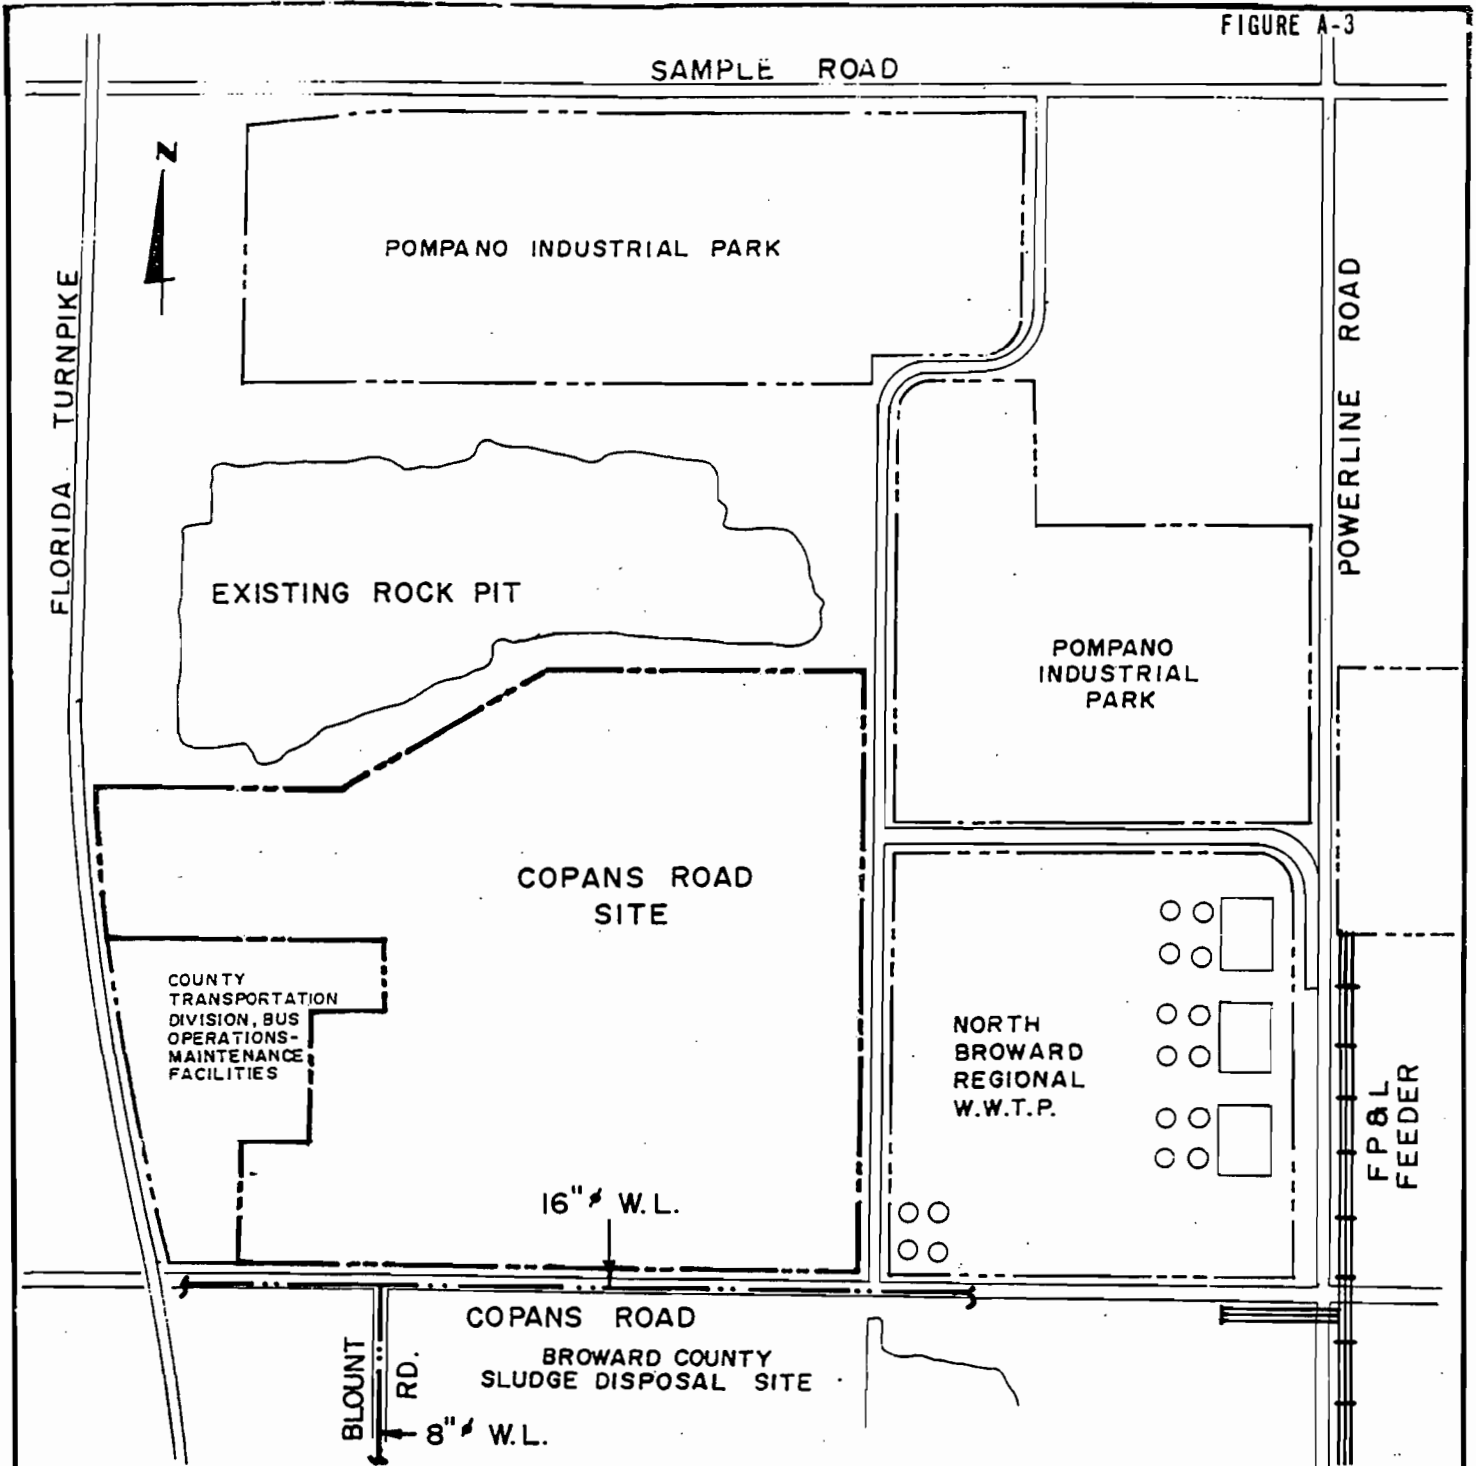 FIGURE A-3
SAMPLE ROAD
N
POMPANO INDUSTRIAL PARK
FLORIDA TURNPIKE
POWERLINE ROAD
EXISTING ROCK PIT
POMPANO
INDUSTRIAL
PARK
COPANS ROAD
SITE
COUNTY
TRANSPORTATION
DIVISION, BUS
OPERATIONS-
MAINTENANCE
FACILITIES
NORTH
BROWARD
REGIONAL
W.W.T.P.
FP&L
FEEDER
16"ø W.L.
COPANS ROAD
BROWARD COUNTY
SLUDGE DISPOSAL SITE
BLOUNT
RD.
8"ø W.L.